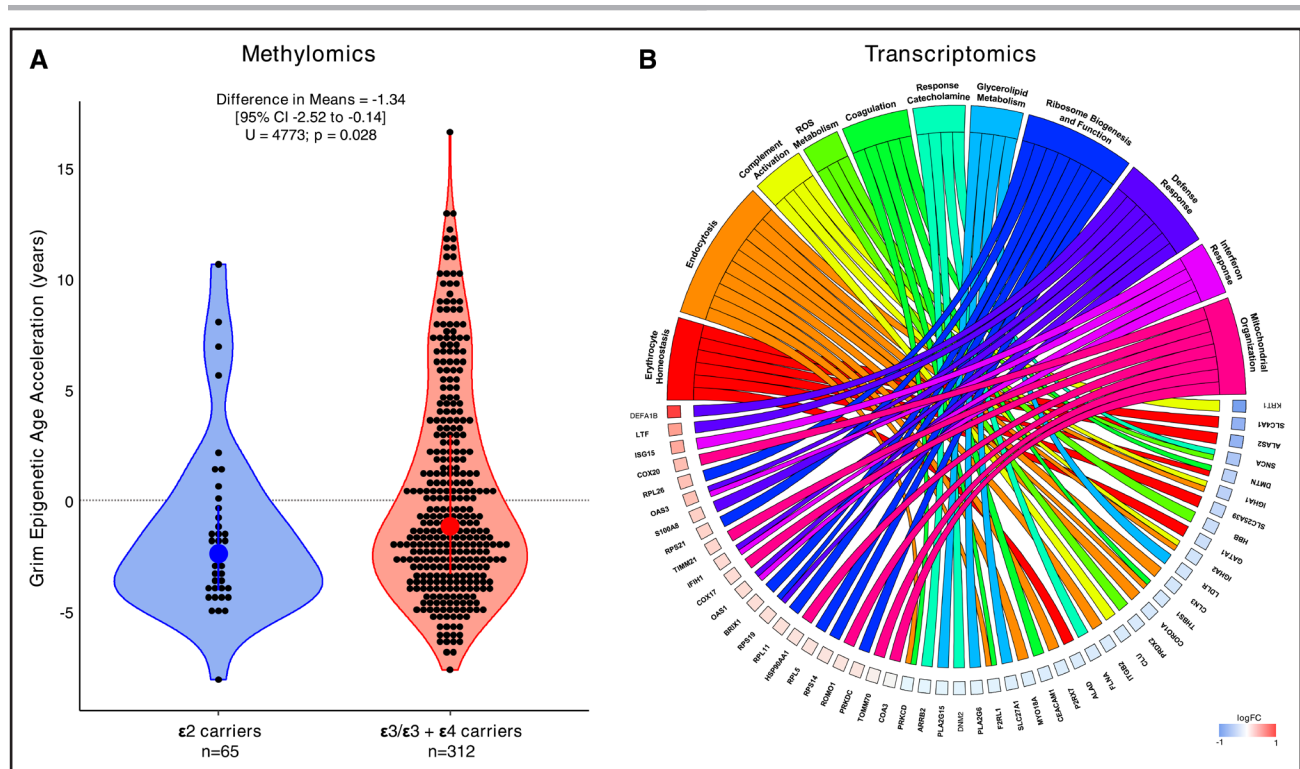 A
Methylomics
Difference in Means = -1.34
[95% CI -2.52 to -0.14]
U = 4773; p = 0.028
Grim Epigenetic Age Acceleration (years)
15
10
5
0
-5
ε2 carriers
n=65
ε3/ε3 + ε4 carriers
n=312
B
Transcriptomics
Erythrocyte
Homeostasis
Endocytosis
Complement
Activation
ROS
Metabolism
Coagulation
Response
Catecholamine
Glycerolipid
Metabolism
Ribosome Biogenesis
and Function
Defense
Response
Interferon
Response
Mitochondrial
Organization
DEFA1B
LTF
ISG15
COX20
RPL26
OAS3
S100A8
RPS21
TIMM21
IFIH1
COX17
OAS1
BRIX1
RPS19
RPL11
HSP90AA1
RPL5
RPS14
ROMO1
PRKDC
TOMM70
COA3
PRKCD
ARRB2
PLA2G15
DNM2
PLA2G6
F2RL1
SLC27A1
MYO18A
CEACAM1
P2RX7
ALAD
FLNA
ITGB2
CLU
PRDX2
CORO1A
THBS1
CLN3
LDLR
IGHA2
GATA1
HBB
SLC25A39
IGHA1
DMTN
SNCA
ALAS2
SLC4A1
KRT1
logFC
-1
1